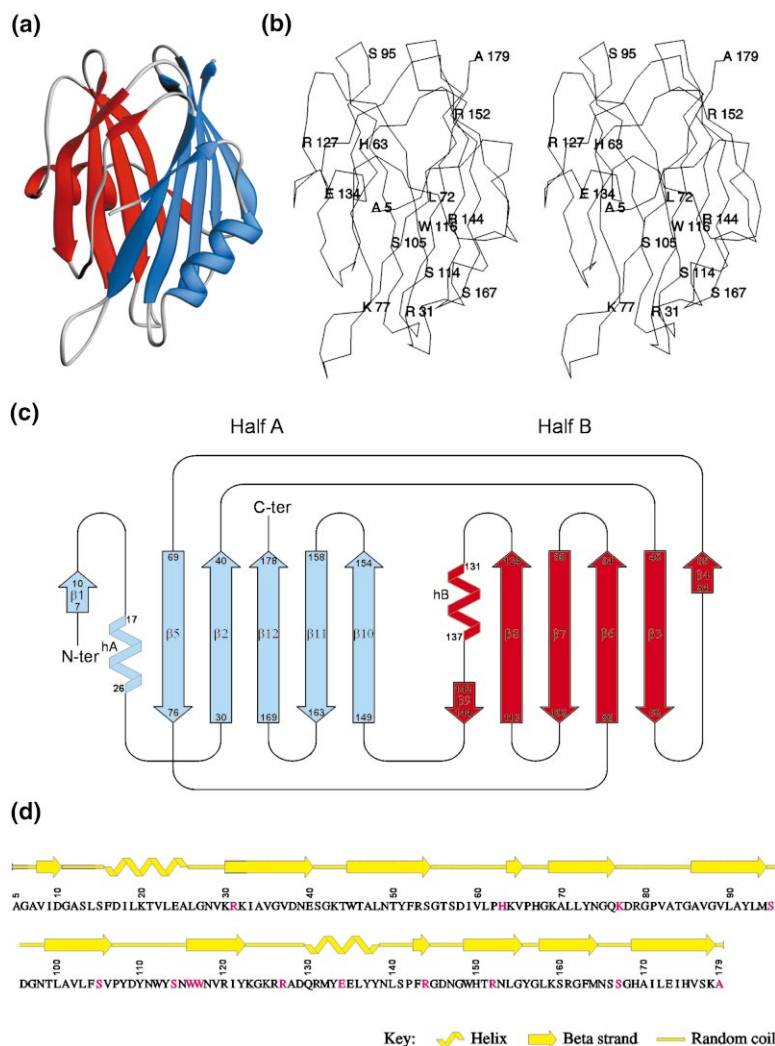 (a)
(b)
S 95
A 179
R 152
R 127
H 63
E 134
A 5
L 72
R 144
W 116
S 105
S 114
S 167
K 77
R 31
S 95
A 179
R 152
R 127
H 63
E 134
A 5
L 72
R 144
W 116
S 105
S 114
S 167
K 77
R 31
(c)
Half A
Half B
C-ter
69
40
178
158
154
131
10
β1
7
N-ter
17
hA
26
β5
β2
β12
β11
β10
hB
137
β9
β8
β7
β6
β3
β4
76
30
169
163
149
(d)
5 10 20 30 40 50 60 70 80 90
AGAVIDGASLSFDILKTVLEALGNVKRKIAVGVDNESGKTWTALNTYFRSGTSDIVLPHKVPHGKALLYNGQKDRGPVATGAVGVLAYLMS
100 110 120 130 140 150 160 170 179
DGNTLAVLFSVPYDYNWYSNWWNVRIYKGKRRADQRMYEELYYNLSPFRGDNGWHTRNLGYGLKSRGFMNSSGHAILEIHVSKA
Key: Helix Beta strand Random coil